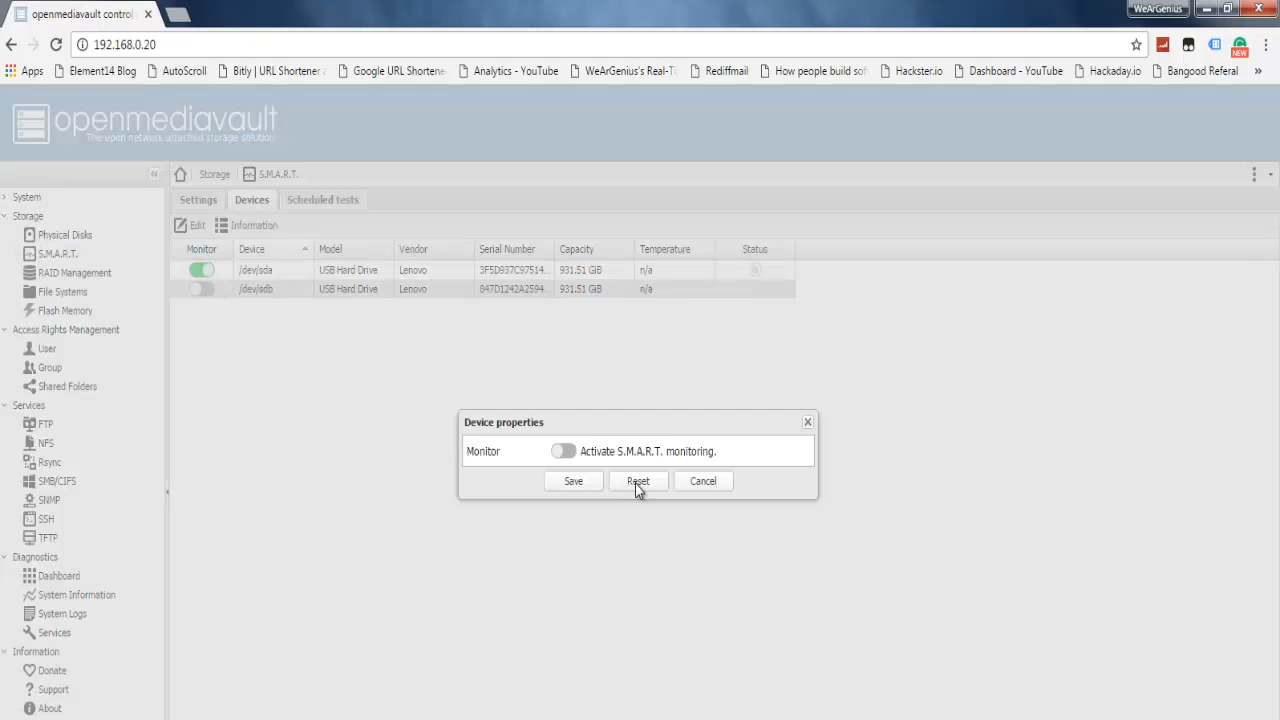 openmediavault control
WeArGenius
192.168.0.20
NEW
Apps Element14 Blog AutoScroll Bitly | URL Shortener a Google URL Shortene Analytics - YouTube WeArGenius's Real-Ti Rediffmail How people build sof Hackster.io Dashboard - YouTube Hackaday.io Bangood Referal »
openmediavault
The open network attached storage solution
Storage S.M.A.R.T.
Settings Devices Scheduled tests
Edit Information
Monitor Device Model Vendor Serial Number Capacity Temperature Status
/dev/sda USB Hard Drive Lenovo 3F5D937C97514... 931.51 GiB n/a
/dev/sdb USB Hard Drive Lenovo 847D1242A2594... 931.51 GiB n/a
System
Storage
Physical Disks
S.M.A.R.T.
RAID Management
File Systems
Flash Memory
Access Rights Management
User
Group
Shared Folders
Services
FTP
NFS
Rsync
SMB/CIFS
SNMP
SSH
TFTP
Diagnostics
Dashboard
System Information
System Logs
Services
Information
Donate
Support
About
Device properties
Monitor Activate S.M.A.R.T. monitoring.
Save Reset Cancel